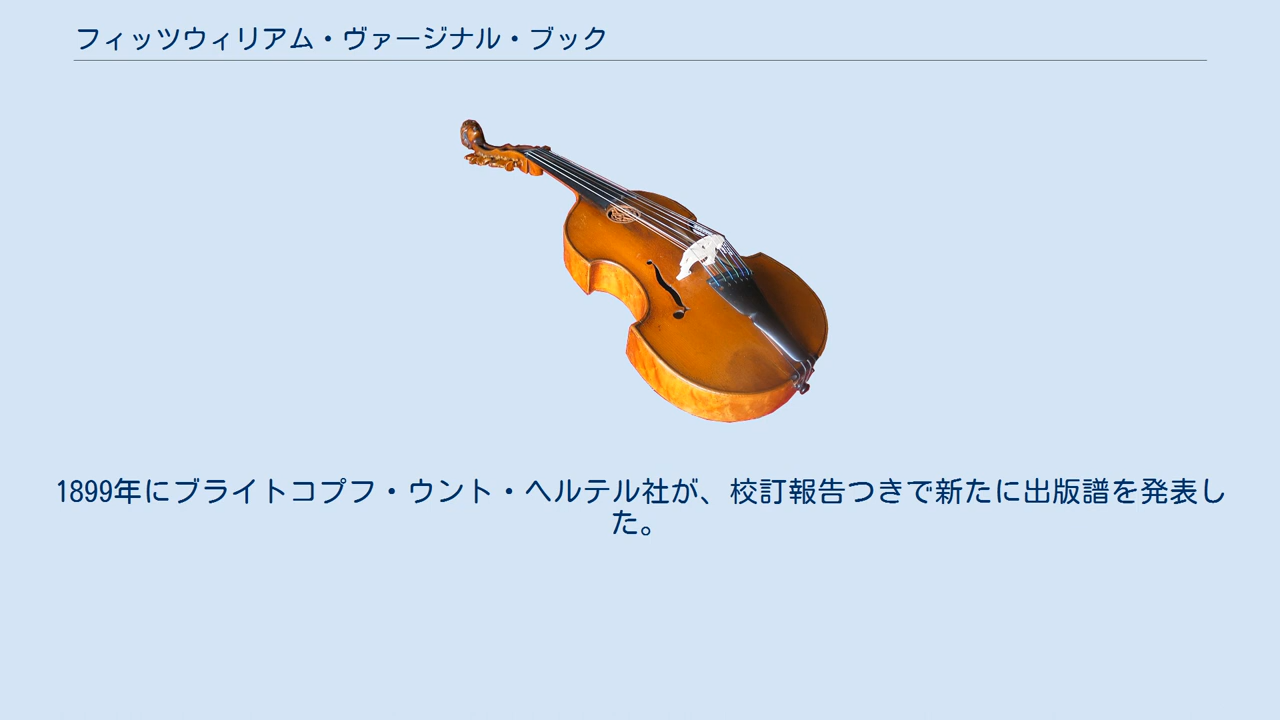 フィッツウィリアム・ヴァージナル・ブック
1899年にブライトコプフ・ウント・ヘルテル社が、校訂報告つきで新たに出版譜を発表し
た。